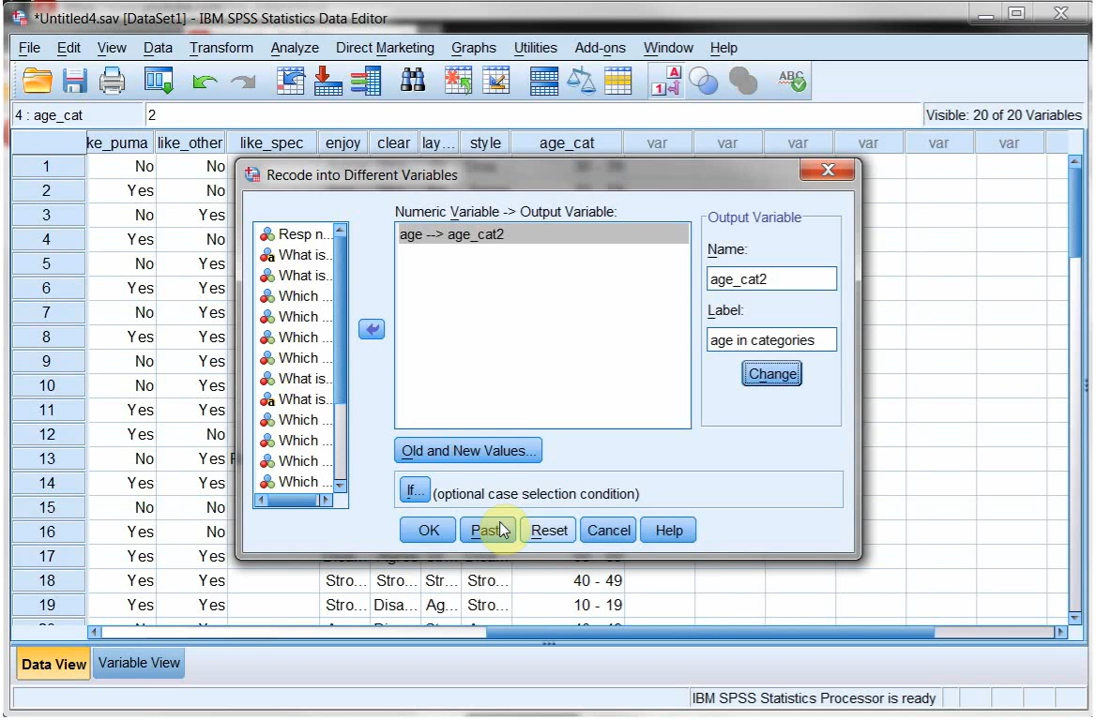 *Untitled4.sav [DataSet1] - IBM SPSS Statistics Data Editor
File Edit View Data Transform Analyze Direct Marketing Graphs Utilities Add-ons Window Help
4 : age_cat 2 Visible: 20 of 20 Variables
ke_puma like_other like_spec enjoy clear lay... style age_cat var var var var var var
1 No No
2 Yes No
3 No Yes
4 Yes No
5 No Yes
6 Yes Yes
7 No No
8 Yes Yes
9 No Yes
10 No Yes
11 Yes Yes
12 Yes No
13 No Yes
14 Yes Yes
15 No No
16 Yes No
17 Yes Yes
18 Yes Yes Stro... Stro... Str... Stro... 40 - 49
19 Yes Yes Stro... Disa... Ag... Stro... 10 - 19
Recode into Different Variables
Numeric Variable -> Output Variable:
age --> age_cat2
Resp n...
What is...
What is...
Which ...
Which ...
Which ...
Which ...
What is...
What is...
Which ...
Which ...
Which ...
Which ...
Output Variable
Name:
age_cat2
Label:
age in categories
Change
Old and New Values...
If... (optional case selection condition)
OK Paste Reset Cancel Help
Data View Variable View
IBM SPSS Statistics Processor is ready